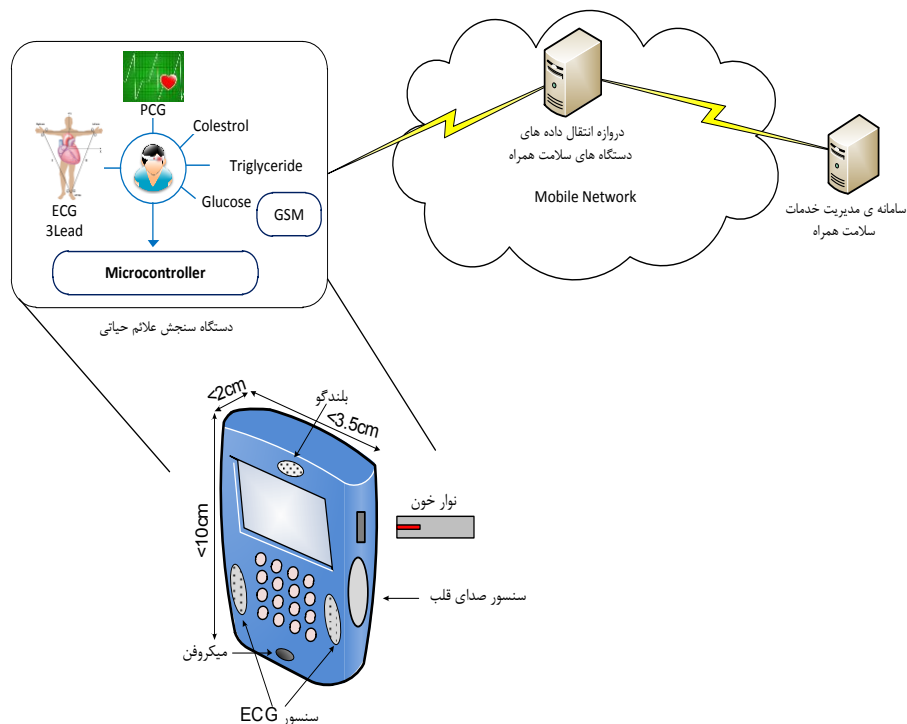 PCG
Colestrol
Triglyceride
Glucose
ECG
3Lead
GSM
Microcontroller
دستگاه سنجش علائم حیاتی
دروازه انتقال داده های
دستگاه های سلامت همراه
Mobile Network
سامانه ی مدیریت خدمات
سلامت همراه
<2cm
بلندگو
<3.5cm
<10cm
نوار خون
سنسور صدای قلب
میکروفن
سنسور ECG